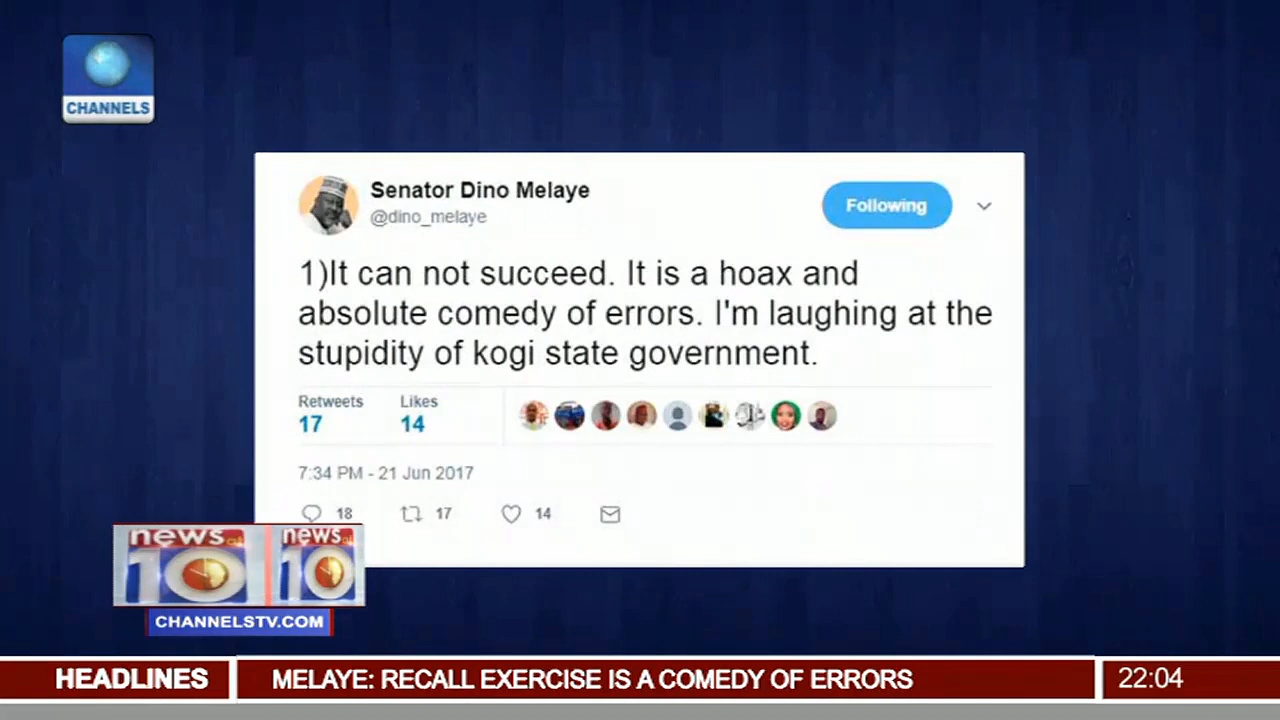 CHANNELS
Senator Dino Melaye
@dino_melaye
Following
1)It can not succeed. It is a hoax and
absolute comedy of errors. I'm laughing at the
stupidity of kogi state government.
Retweets
17
Likes
14
7:34 PM - 21 Jun 2017
18 17 14
news at 10
news at 10
CHANNELSTV.COM
HEADLINES
MELAYE: RECALL EXERCISE IS A COMEDY OF ERRORS
22:04